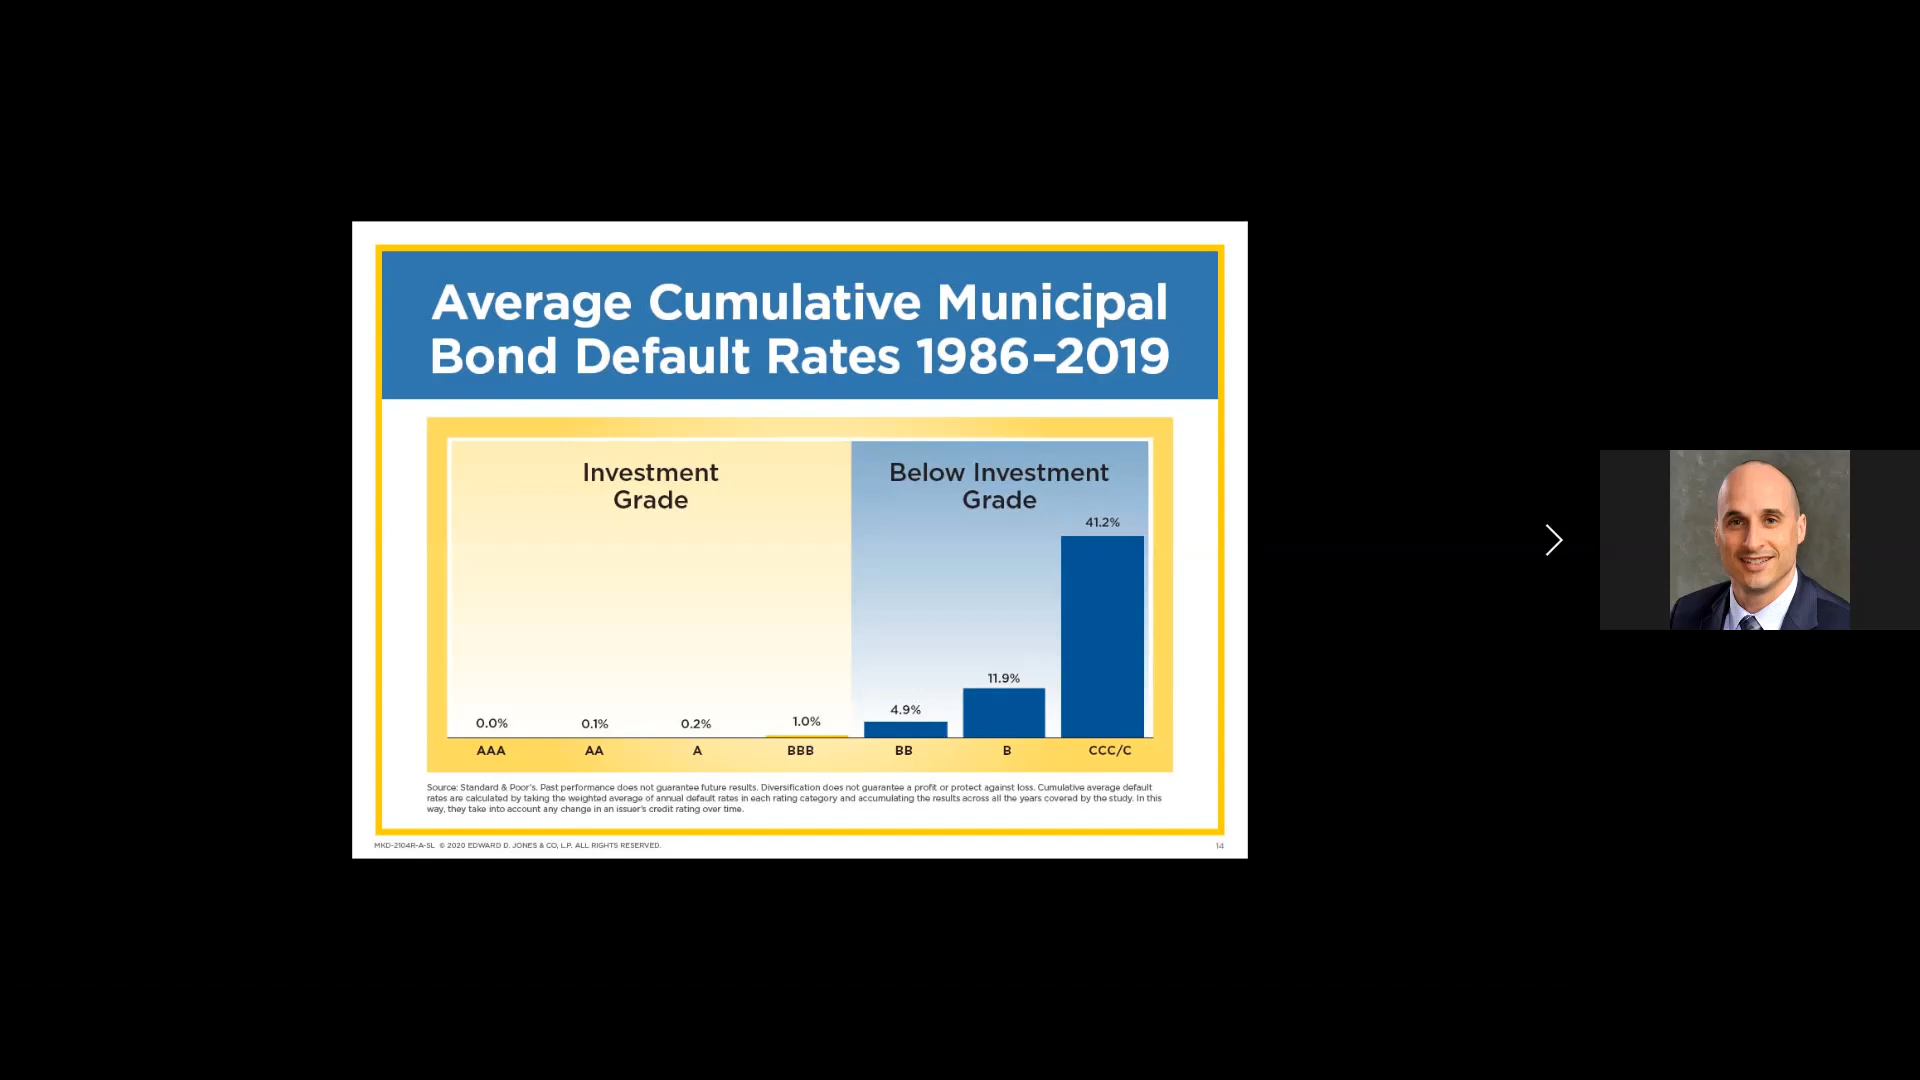 Average Cumulative Municipal
Bond Default Rates 1986–2019
Investment
Grade
Below Investment
Grade
0.0%
0.1%
0.2%
1.0%
4.9%
11.9%
41.2%
AAA
AA
A
BBB
BB
B
CCC/C
Source: Standard & Poor's. Past performance does not guarantee future results. Diversification does not guarantee a profit or protect against loss. Cumulative average default
rates are calculated by taking the weighted average of annual default rates in each rating category and accumulating the results across all the years covered by the study. In this
way, they take into account any change in an issuer's credit rating over time.
MKD-2104R-A-SL © 2020 EDWARD D. JONES & CO, L.P. ALL RIGHTS RESERVED.
14